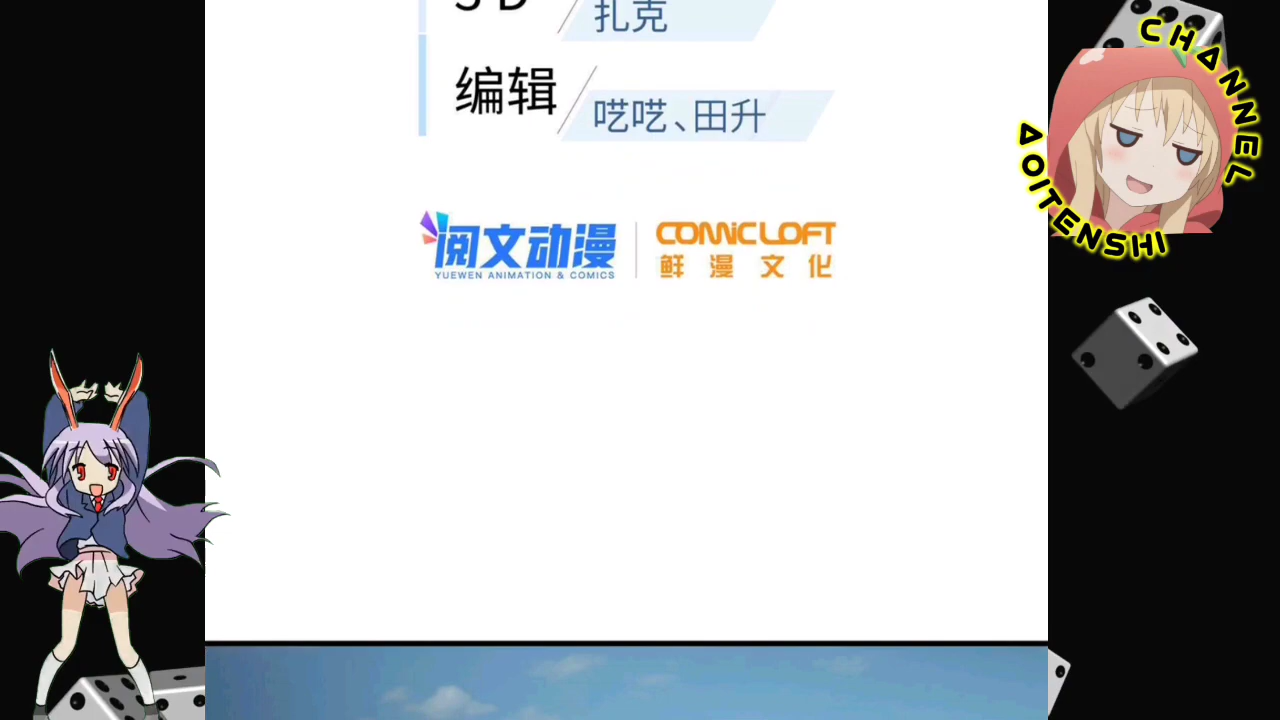 3D
扎克
编辑
呓呓、田升
阅文动漫
YUEWEN ANIMATION & COMICS
COMICLOFT
鲜漫文化
CHANNEL
AOITENSHI